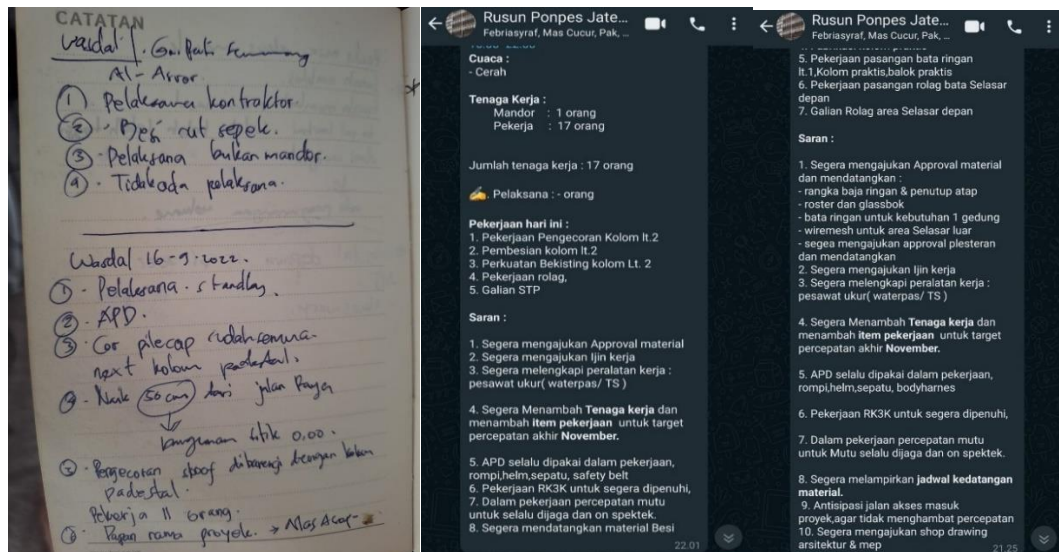 CATATAN
Wasdal
Al-Asror
① Pelaksana kontraktor
② Besi
③ Pelaksana bukan mandor.
④ Tidak ada pelaksana.
Wasdal 16-9-2022.
① Pelaksana standby
② APD.
③ Cor pilecap sudah semua
next kolom pedestal.
④ Naik 50 cm dari jalan Raya
bangunan titik 0.00.
⑤ Pengecoran dibarengi dengan kolom
padestal.
Pekerja 11 orang.
⑥ Papan nama proyek. → Mas
Rusun Ponpes Jate...
Febriasyraf, Mas Cucur, Pak, ...
Cuaca :
- Cerah
Tenaga Kerja :
Mandor : 1 orang
Pekerja : 17 orang
Jumlah tenaga kerja : 17 orang
✍️. Pelaksana : - orang
Pekerjaan hari ini :
1. Pekerjaan Pengecoran Kolom lt.2
2. Pembesian kolom lt.2
3. Perkuatan Bekisting kolom Lt. 2
4. Pekerjaan rolag,
5. Galian STP
Saran :
1. Segera mengajukan Approval material
2. Segera mengajukan Ijin kerja
3. Segera melengkapi peralatan kerja :
pesawat ukur( waterpas/ TS )
4. Segera Menambah Tenaga kerja dan
menambah item pekerjaan untuk target
percepatan akhir November.
5. APD selalu dipakai dalam pekerjaan,
rompi,helm,sepatu, safety belt
6. Pekerjaan RK3K untuk segera dipenuhi,
7. Dalam pekerjaan percepatan mutu
untuk selalu dijaga dan on spektek.
8. Segera mendatangkan material Besi
22.01
Rusun Ponpes Jate...
Febriasyraf, Mas Cucur, Pak, ...
5. Pekerjaan pasangan bata ringan
lt.1,Kolom praktis,balok praktis
6. Pekerjaan pasangan rolag bata Selasar
depan
7. Galian Rolag area Selasar depan
Saran :
1. Segera mengajukan Approval material
dan mendatangkan :
- rangka baja ringan & penutup atap
- roster dan glassbok
- bata ringan untuk kebutuhan 1 gedung
- wiremesh untuk area Selasar luar
- segea mengajukan approval plesteran
dan mendatangkan
2. Segera mengajukan Ijin kerja
3. Segera melengkapi peralatan kerja :
pesawat ukur( waterpas/ TS )
4. Segera Menambah Tenaga kerja dan
menambah item pekerjaan untuk target
percepatan akhir November.
5. APD selalu dipakai dalam pekerjaan,
rompi,helm,sepatu, bodyharnes
6. Pekerjaan RK3K untuk segera dipenuhi,
7. Dalam pekerjaan percepatan mutu
untuk Mutu selalu dijaga dan on spektek.
8. Segera melampirkan jadwal kedatangan
material.
9. Antisipasi jalan akses masuk
proyek,agar tidak menghambat percepatan
10. Segera mengajukan shop drawing
arsitektur & mep
21.25